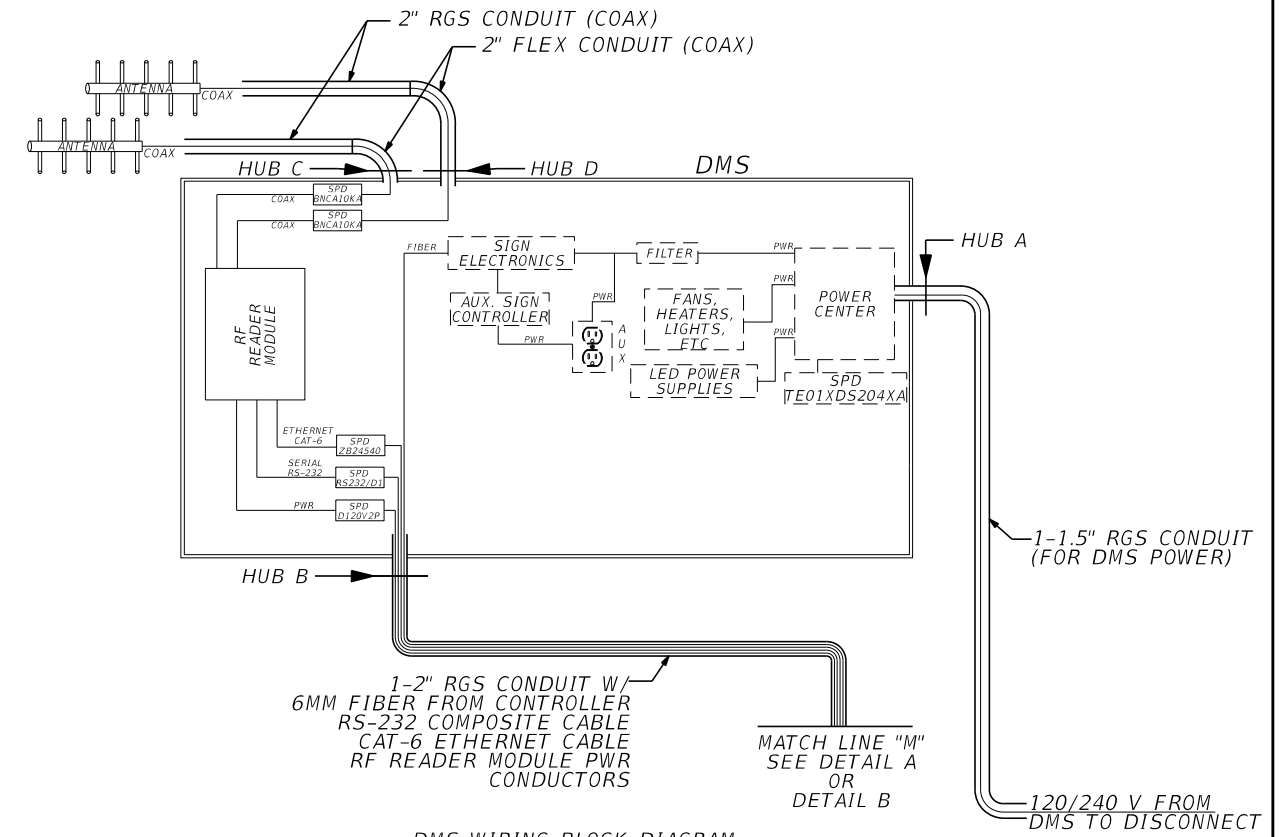 2" RGS CONDUIT (COAX)
2" FLEX CONDUIT (COAX)
ANTENNA
COAX
ANTENNA
COAX
HUB C
HUB D
DMS
SPD
BNCA10KA
COAX
SPD
BNCA10KA
COAX
HUB A
FIBER
SIGN
ELECTRONICS
FILTER
PWR
AUX. SIGN
CONTROLLER
PWR
FANS,
HEATERS,
LIGHTS,
ETC
PWR
POWER
CENTER
RF
READER
MODULE
PWR
A
U
X
PWR
LED POWER
SUPPLIES
SPD
TE01XDS204XA
ETHERNET
CAT-6
SPD
ZB24540
SERIAL
RS-232
SPD
RS232/D1
PWR
SPD
D120V2P
HUB B
1-1.5" RGS CONDUIT
(FOR DMS POWER)
1-2" RGS CONDUIT W/
6MM FIBER FROM CONTROLLER
RS-232 COMPOSITE CABLE
CAT-6 ETHERNET CABLE
RF READER MODULE PWR
CONDUCTORS
MATCH LINE "M"
SEE DETAIL A
OR
DETAIL B
120/240 V FROM
DMS TO DISCONNECT
DMS WIRING BLOCK DIAGRAM